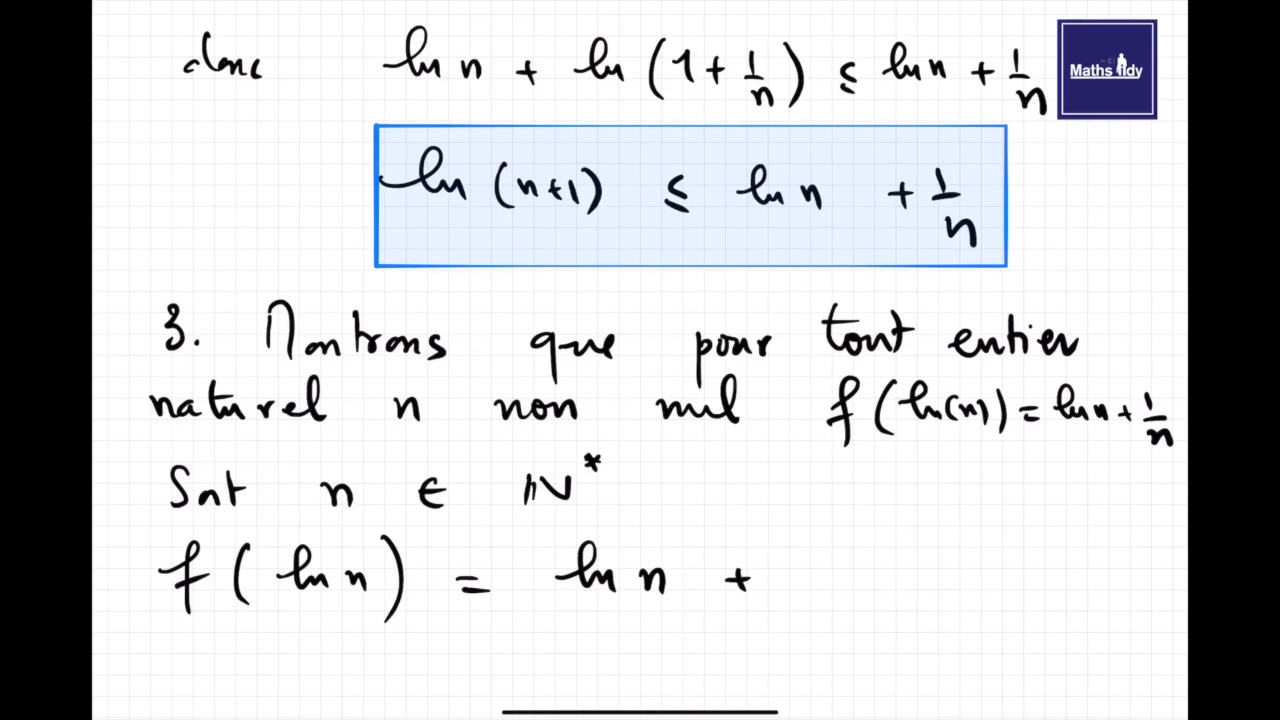 donc ln n + ln (1 + 1/n) ≤ ln n + 1/n
Maths Tidy
ln (n+1) ≤ ln n + 1/n
3. Montrons que pour tout entier
naturel n non nul f(ln(n)) = ln n + 1/n
Soit n ∈ ℕ*
f(ln n) = ln n +